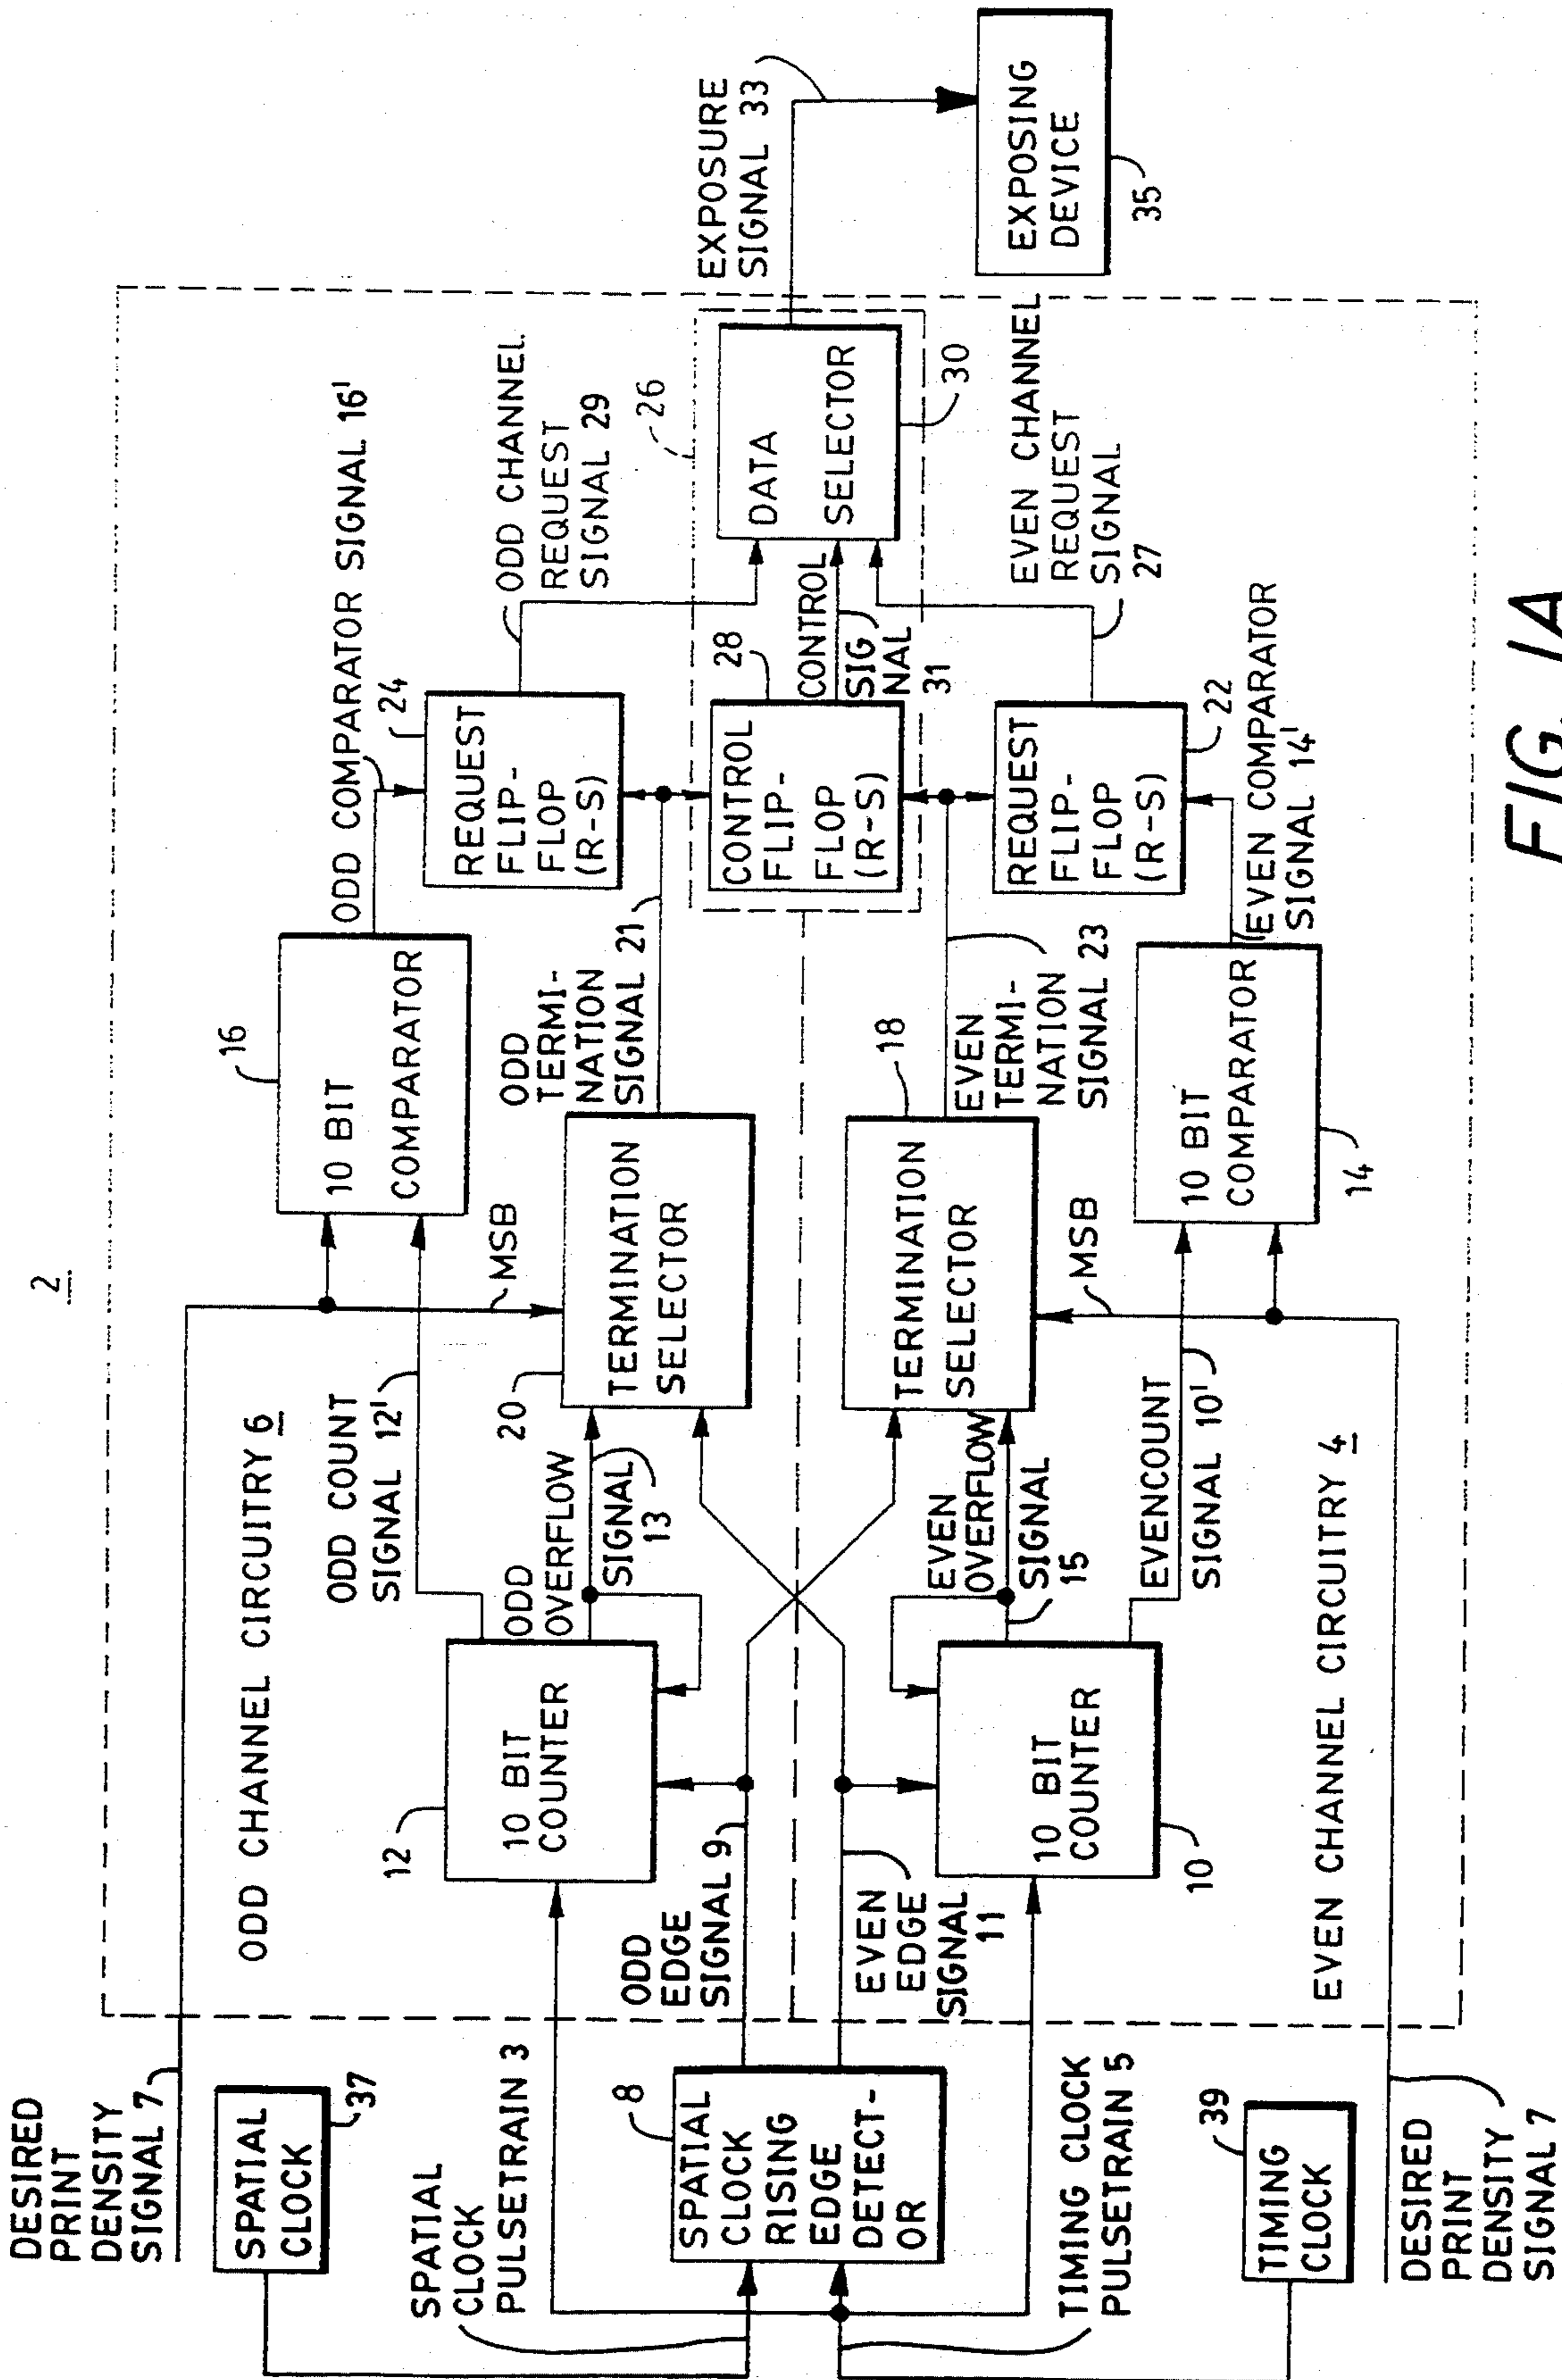 2
DESIRED
PRINT
DENSITY
SIGNAL 7
SPATIAL
CLOCK
37
SPATIAL
CLOCK
PULSETRAIN 3
8
SPATIAL
CLOCK
RISING
EDGE
DETECT-
OR
TIMING CLOCK
PULSETRAIN 5
39
TIMING
CLOCK
DESIRED
PRINT
DENSITY
SIGNAL 7
ODD CHANNEL CIRCUITRY 6
12
10 BIT
COUNTER
ODD
EDGE
SIGNAL 9
EVEN
EDGE
SIGNAL
11
10 BIT
COUNTER
10
EVEN CHANNEL CIRCUITRY 4
ODD COUNT
SIGNAL 12'
ODD
OVERFLOW
SIGNAL
13
EVEN
OVERFLOW
SIGNAL
15
EVENCOUNT
SIGNAL 10'
MSB
20
TERMINATION
SELECTOR
TERMINATION
SELECTOR
18
MSB
16
10 BIT
COMPARATOR
ODD
TERMI-
NATION
SIGNAL 21
EVEN
TERMI-
NATION
SIGNAL 23
10 BIT
COMPARATOR
14
ODD COMPARATOR SIGNAL 16'
24
REQUEST
FLIP-
FLOP
(R-S)
28
CONTROL
FLIP-
FLOP
(R-S)
REQUEST
FLIP-
FLOP
(R-S)
22
EVEN COMPARATOR
SIGNAL 14'
ODD CHANNEL
REQUEST
SIGNAL 29
26
CONTROL
SIG
NAL
31
DATA
SELECTOR
30
EVEN CHANNEL
REQUEST
SIGNAL
27
EXPOSURE
SIGNAL 33
EXPOSING
DEVICE
35
FIG. 1A